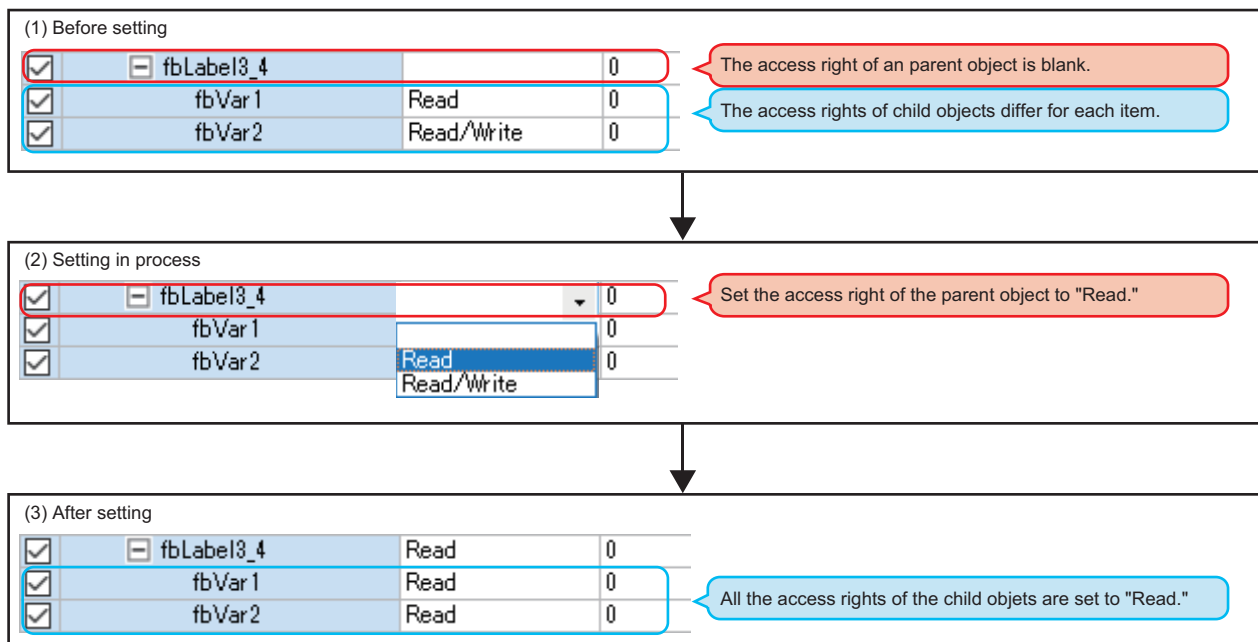 (1) Before setting
fbLabel3_4 0
The access right of an parent object is blank.
fbVar1 Read 0
The access rights of child objects differ for each item.
fbVar2 Read/Write 0
(2) Setting in process
fbLabel3_4 0
Set the access right of the parent object to "Read."
fbVar1 0
fbVar2 Read 0
Read/Write
(3) After setting
fbLabel3_4 Read 0
fbVar1 Read 0
All the access rights of the child objets are set to "Read."
fbVar2 Read 0